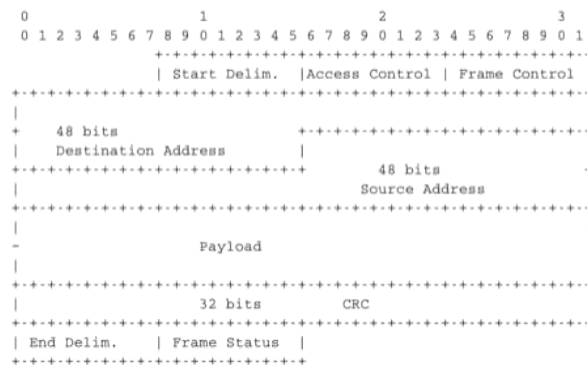 0                   1                   2                   3
0 1 2 3 4 5 6 7 8 9 0 1 2 3 4 5 6 7 8 9 0 1 2 3 4 5 6 7 8 9 0 1
+-+-+-+-+-+-+-+-+-+-+-+-+-+-+-+-+-+-+-+-+-+-+-+-
| Start Delim. |Access Control | Frame Control
+-+-+-+-+-+-+-+-+-+-+-+-+-+-+-+-+-+-+-+-+-+-+-+-+-+-+-+-+-+-+-+-
|
+ 48 bits +-+-+-+-+-+-+-+-+-+-+-+-+-+-+-+-
| Destination Address |
+-+-+-+-+-+-+-+-+-+-+-+-+-+-+-+-+ 48 bits -
| Source Address
+-+-+-+-+-+-+-+-+-+-+-+-+-+-+-+-+-+-+-+-+-+-+-+-+-+-+-+-+-+-+-+-
|
~ Payload
|
+-+-+-+-+-+-+-+-+-+-+-+-+-+-+-+-+-+-+-+-+-+-+-+-+-+-+-+-+-+-+-+-
| 32 bits CRC
+-+-+-+-+-+-+-+-+-+-+-+-+-+-+-+-+-+-+-+-+-+-+-+-+-+-+-+-+-+-+-+-
| End Delim. | Frame Status |
+-+-+-+-+-+-+-+-+-+-+-+-+-+-+-+-+